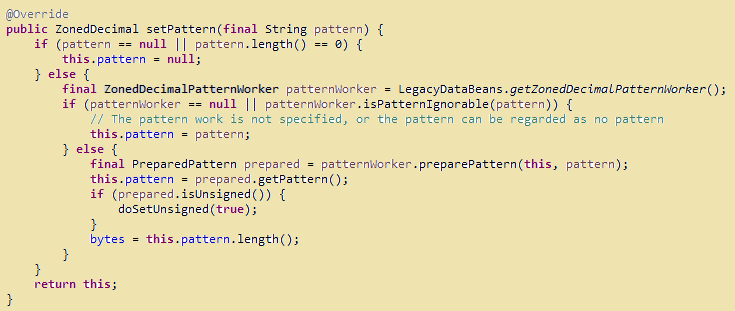 @Override
public ZonedDecimal setPattern(final String pattern) {
    if (pattern == null || pattern.length() == 0) {
        this.pattern = null;
    } else {
        final ZonedDecimalPatternWorker patternWorker = LegacyDataBeans.getZonedDecimalPatternWorker();
        if (patternWorker == null || patternWorker.isPatternIgnorable(pattern)) {
            // The pattern work is not specified, or the pattern can be regarded as no pattern
            this.pattern = pattern;
        } else {
            final PreparedPattern prepared = patternWorker.preparePattern(this, pattern);
            this.pattern = prepared.getPattern();
            if (prepared.isUnsigned()) {
                doSetUnsigned(true);
            }
            bytes = this.pattern.length();
        }
    }
    return this;
}